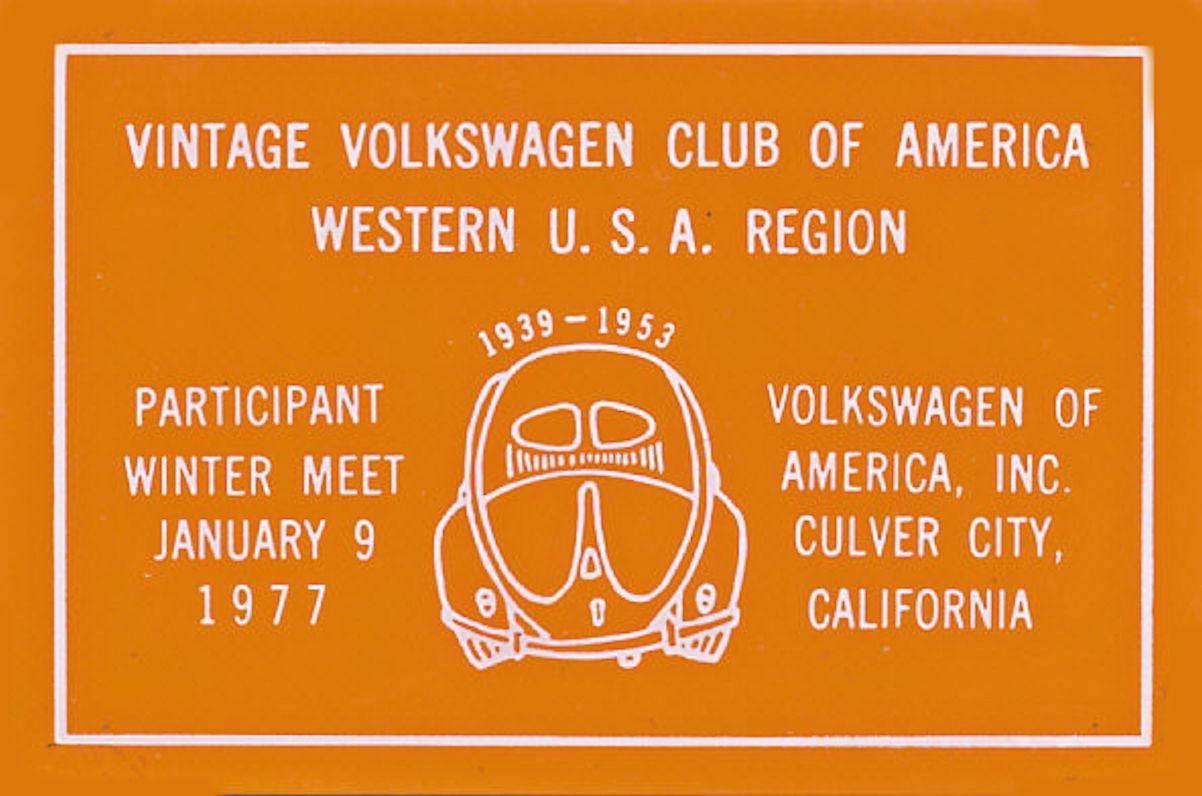 VINTAGE VOLKSWAGEN CLUB OF AMERICA
WESTERN U. S. A. REGION
1939-1953
PARTICIPANT
WINTER MEET
JANUARY 9
1977
VOLKSWAGEN OF
AMERICA, INC.
CULVER CITY,
CALIFORNIA